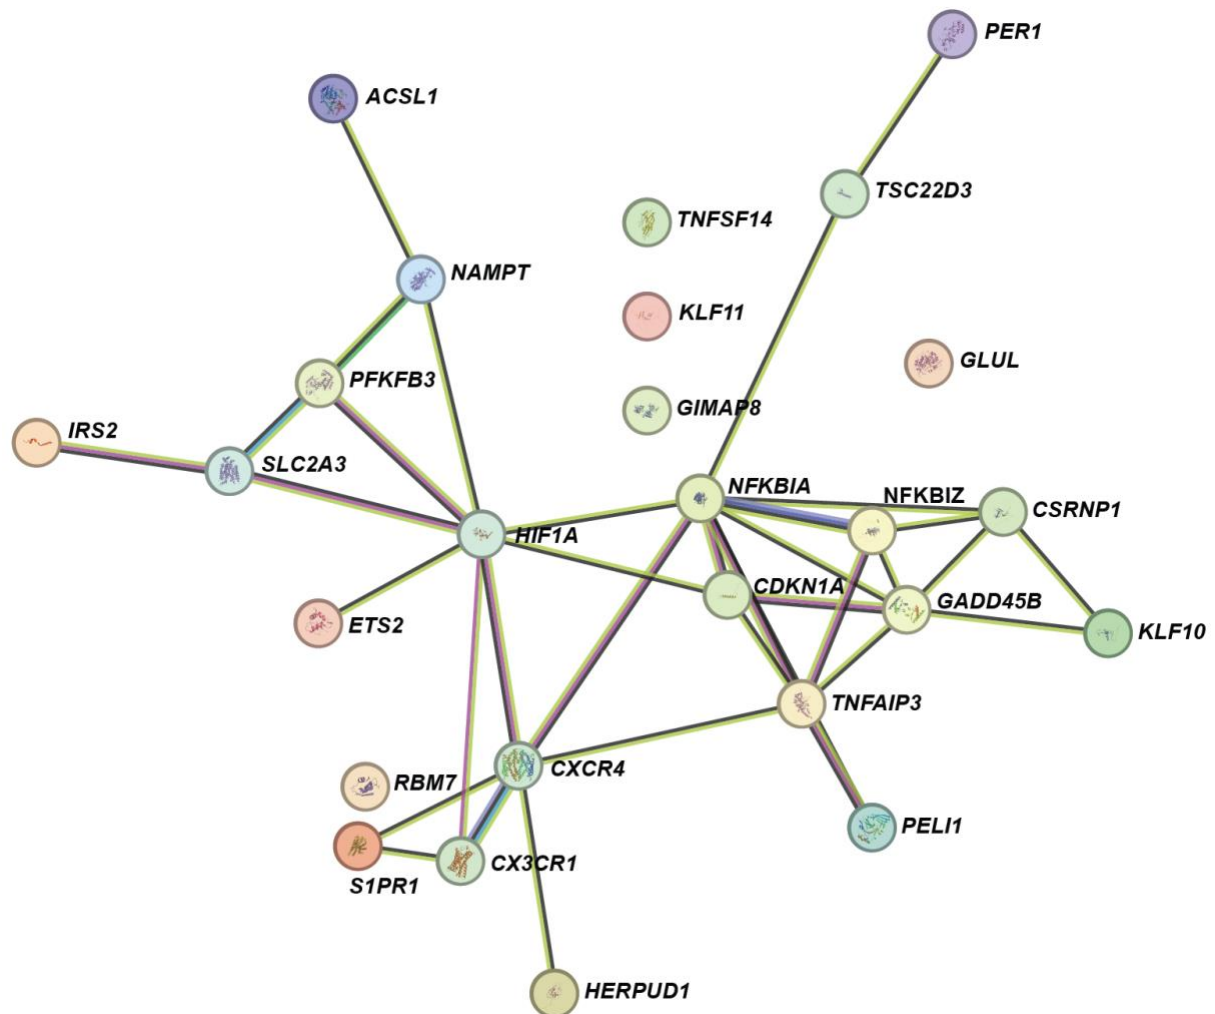 PER1
ACSL1
TSC22D3
TNFSF14
NAMPT
KLF11
GLUL
PFKFB3
GIMAP8
IRS2
SLC2A3
NFKBIA
NFKBIZ
CSRNP1
HIF1A
CDKN1A
GADD45B
ETS2
KLF10
TNFAIP3
CXCR4
RBM7
PELI1
CX3CR1
S1PR1
HERPUD1